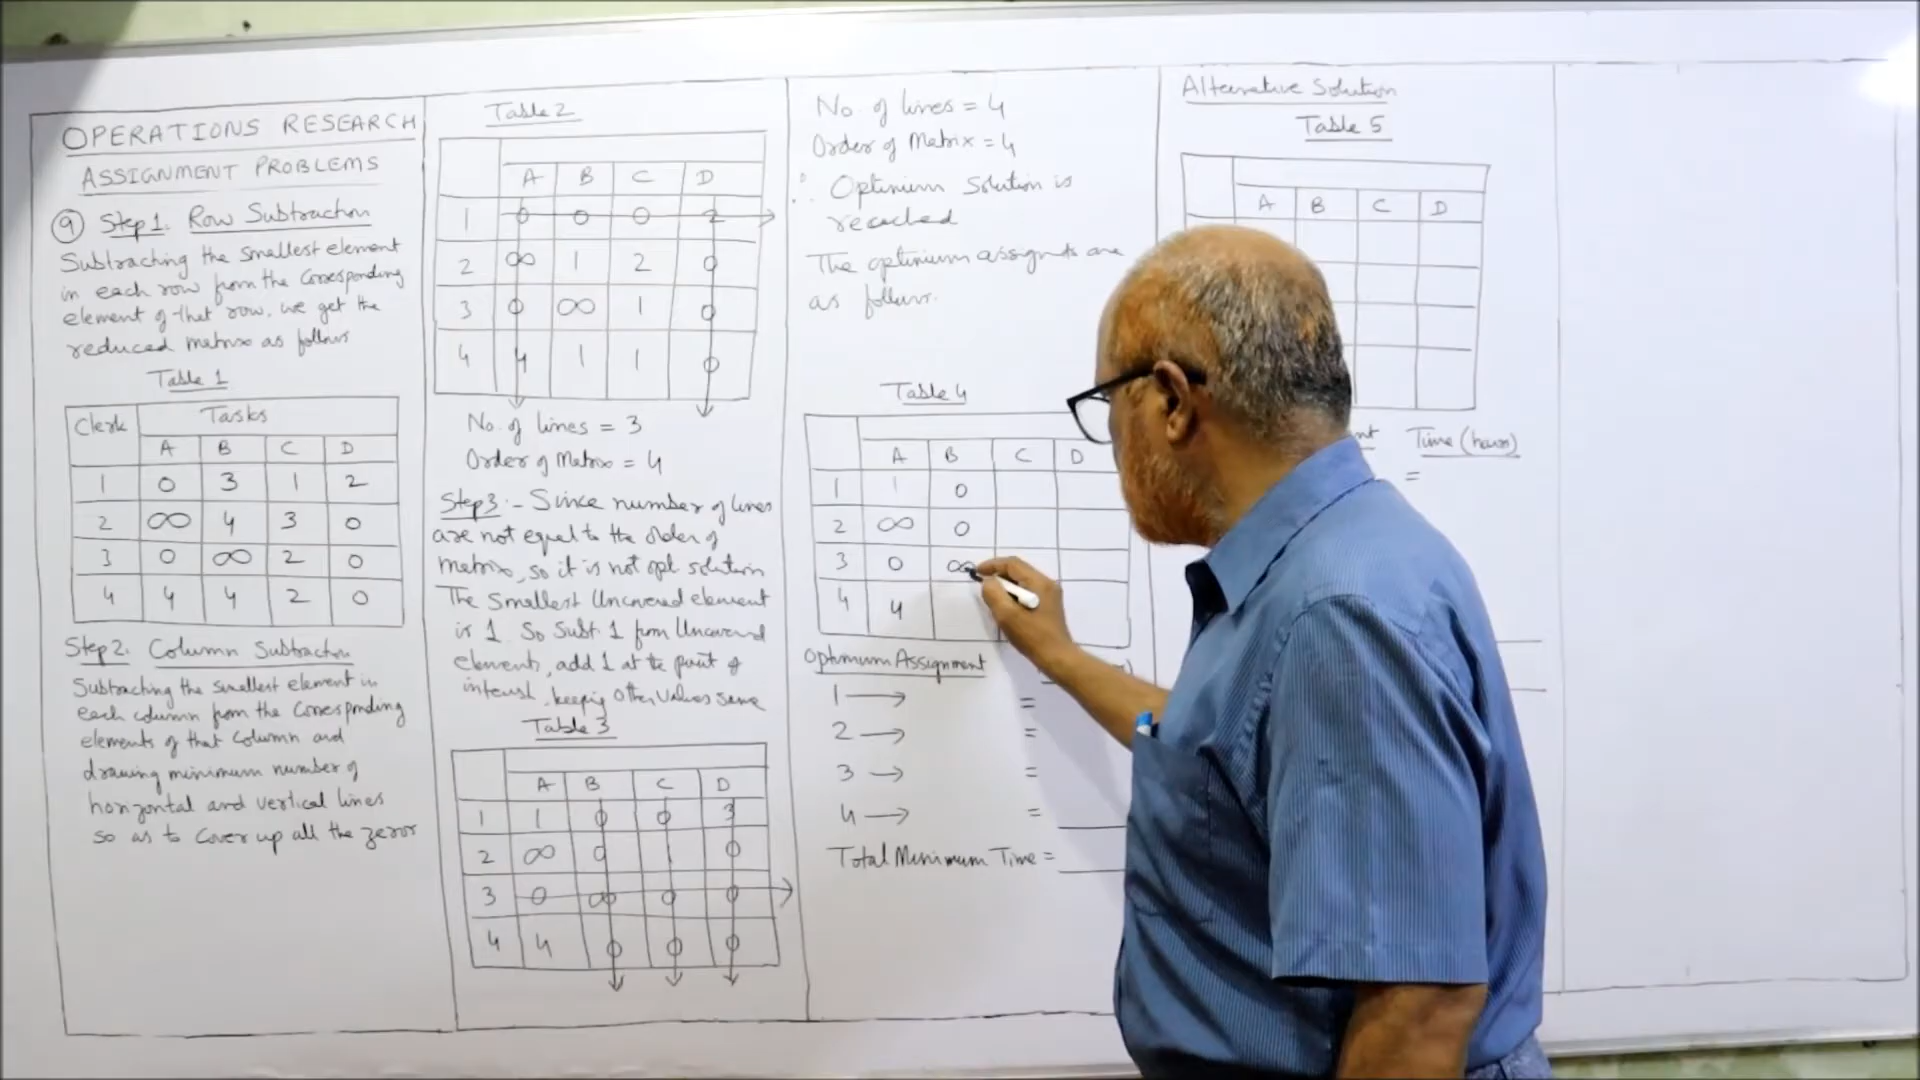 OPERATIONS RESEARCH
ASSIGNMENT PROBLEMS
9 Step1. Row Subtraction
Subtracting the smallest element
in each row from the corresponding
element of that row, we get the
reduced matrix as follows
Table 1
Clerk Tasks
A B C D
1 0 3 1 2
2 ∞ 4 3 0
3 0 ∞ 2 0
4 4 4 2 0
Step2. Column Subtraction
Subtracting the smallest element in
each column from the corresponding
elements of that column and
drawing minimum number of
horizontal and vertical lines
so as to cover up all the zeros
Table 2
A B C D
1 0 0 0 2
2 ∞ 1 2 0
3 0 ∞ 1 0
4 4 1 1 0
No. of lines = 3
Order of Matrix = 4
Step3:- Since number of lines
are not equal to the order of
matrix, so it is not opt solution
The smallest Uncovered element
is 1. So Subt. 1 from Uncovered
elements, add 1 at the point of
, keeping other values same
Table 3
A B C D
1 1 0 0 3
2 ∞ 0 1 0
3 0 ∞ 0 0
4 4 0 0 0
No. of lines = 4
Order of Matrix = 4
∴ Optimum Solution is
reached
The optimum are
as follows.
Table 4
A B C D
1 1 0
2 ∞ 0
3 0 ∞
4 4
Optimum Assignment
1 → =
2 → =
3 → =
4 → =
Total Minimum Time =
Alternative Solution
Table 5
A B C D
Time (hours)
=